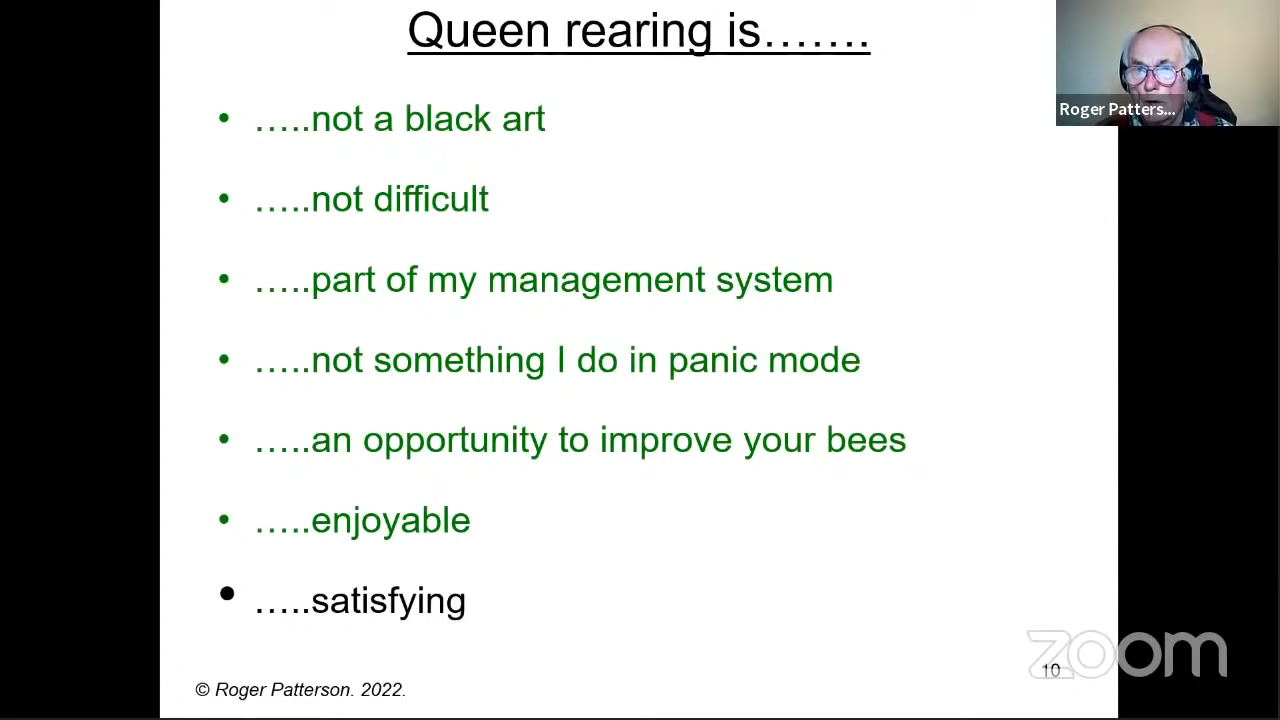 Queen rearing is…….
Roger Patters...
• …..not a black art
• …..not difficult
• …..part of my management system
• …..not something I do in panic mode
• …..an opportunity to improve your bees
• …..enjoyable
• …..satisfying
zoom
10
© Roger Patterson. 2022.